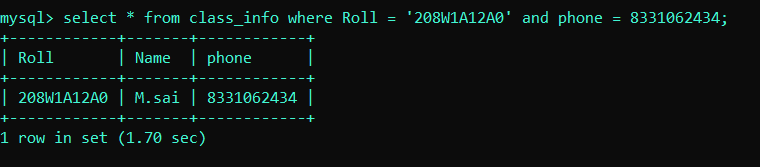 mysql> select * from class_info where Roll = '208W1A12A0' and phone = 8331062434;
+------------+-------+------------+
| Roll       | Name  | phone      |
+------------+-------+------------+
| 208W1A12A0 | M.sai | 8331062434 |
+------------+-------+------------+
1 row in set (1.70 sec)